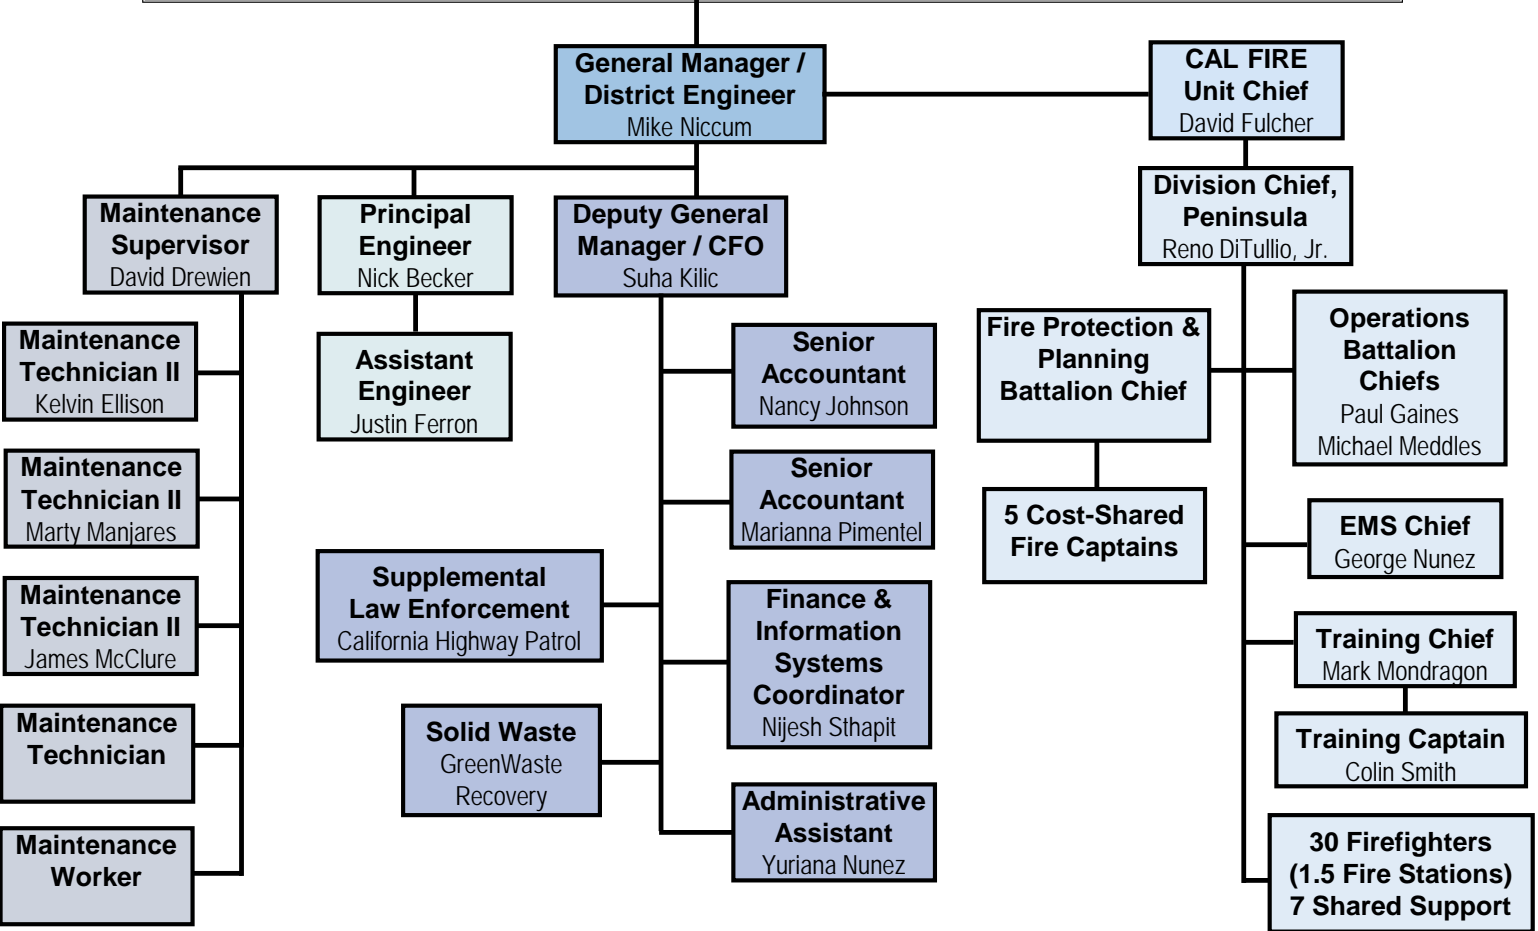 General Manager /
District Engineer
Mike Niccum
CAL FIRE
Unit Chief
David Fulcher
Division Chief,
Peninsula
Reno DiTullio, Jr.
Maintenance
Supervisor
David Drewien
Principal
Engineer
Nick Becker
Deputy General
Manager / CFO
Suha Kilic
Maintenance
Technician II
Kelvin Ellison
Maintenance
Technician II
Marty Manjares
Maintenance
Technician II
James McClure
Maintenance
Technician
Maintenance
Worker
Assistant
Engineer
Justin Ferron
Senior
Accountant
Nancy Johnson
Senior
Accountant
Marianna Pimentel
Supplemental
Law Enforcement
California Highway Patrol
Finance &
Information
Systems
Coordinator
Nijesh Sthapit
Solid Waste
GreenWaste
Recovery
Administrative
Assistant
Yuriana Nunez
Fire Protection &
Planning
Battalion Chief
5 Cost-Shared
Fire Captains
Operations
Battalion
Chiefs
Paul Gaines
Michael Meddles
EMS Chief
George Nunez
Training Chief
Mark Mondragon
Training Captain
Colin Smith
30 Firefighters
(1.5 Fire Stations)
7 Shared Support